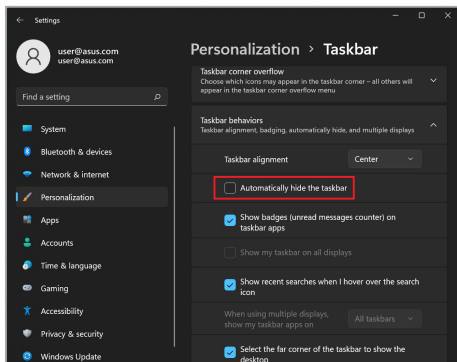 Settings
user@asus.com
user@asus.com
Find a setting
System
Bluetooth & devices
Network & internet
Personalization
Apps
Accounts
Time & language
Gaming
Accessibility
Privacy & security
Windows Update
Personalization > Taskbar
Taskbar corner overflow
Choose which icons may appear in the taskbar corner – all others will
appear in the taskbar corner overflow menu
Taskbar behaviors
Taskbar alignment, badging, automatically hide, and multiple displays
Taskbar alignment
Center
Automatically hide the taskbar
Show badges (unread messages counter) on
taskbar apps
Show my taskbar on all displays
Show recent searches when I hover over the search
icon
When using multiple displays,
show my taskbar apps on
All taskbars
Select the far corner of the taskbar to show the
desktop